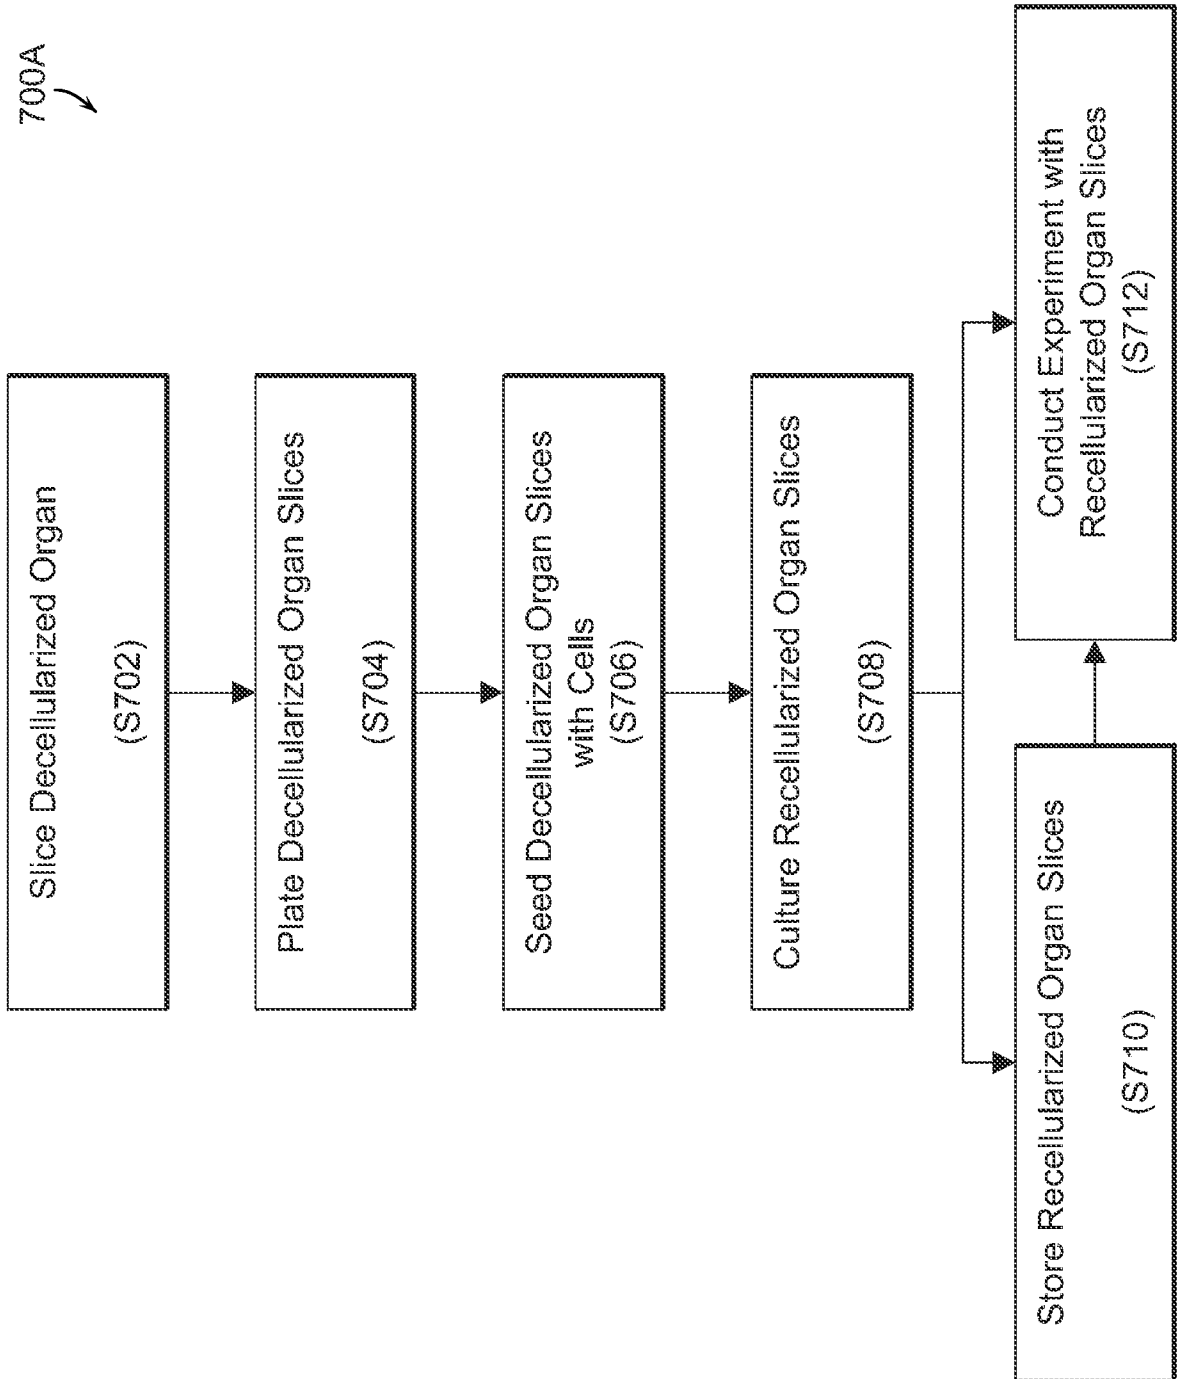 700A
Slice Decellularized Organ
(S702)
Plate Decellularized Organ Slices
(S704)
Seed Decellularized Organ Slices
with Cells
(S706)
Culture Recellularized Organ Slices
(S708)
Store Recellularized Organ Slices
(S710)
Conduct Experiment with
Recellularized Organ Slices
(S712)